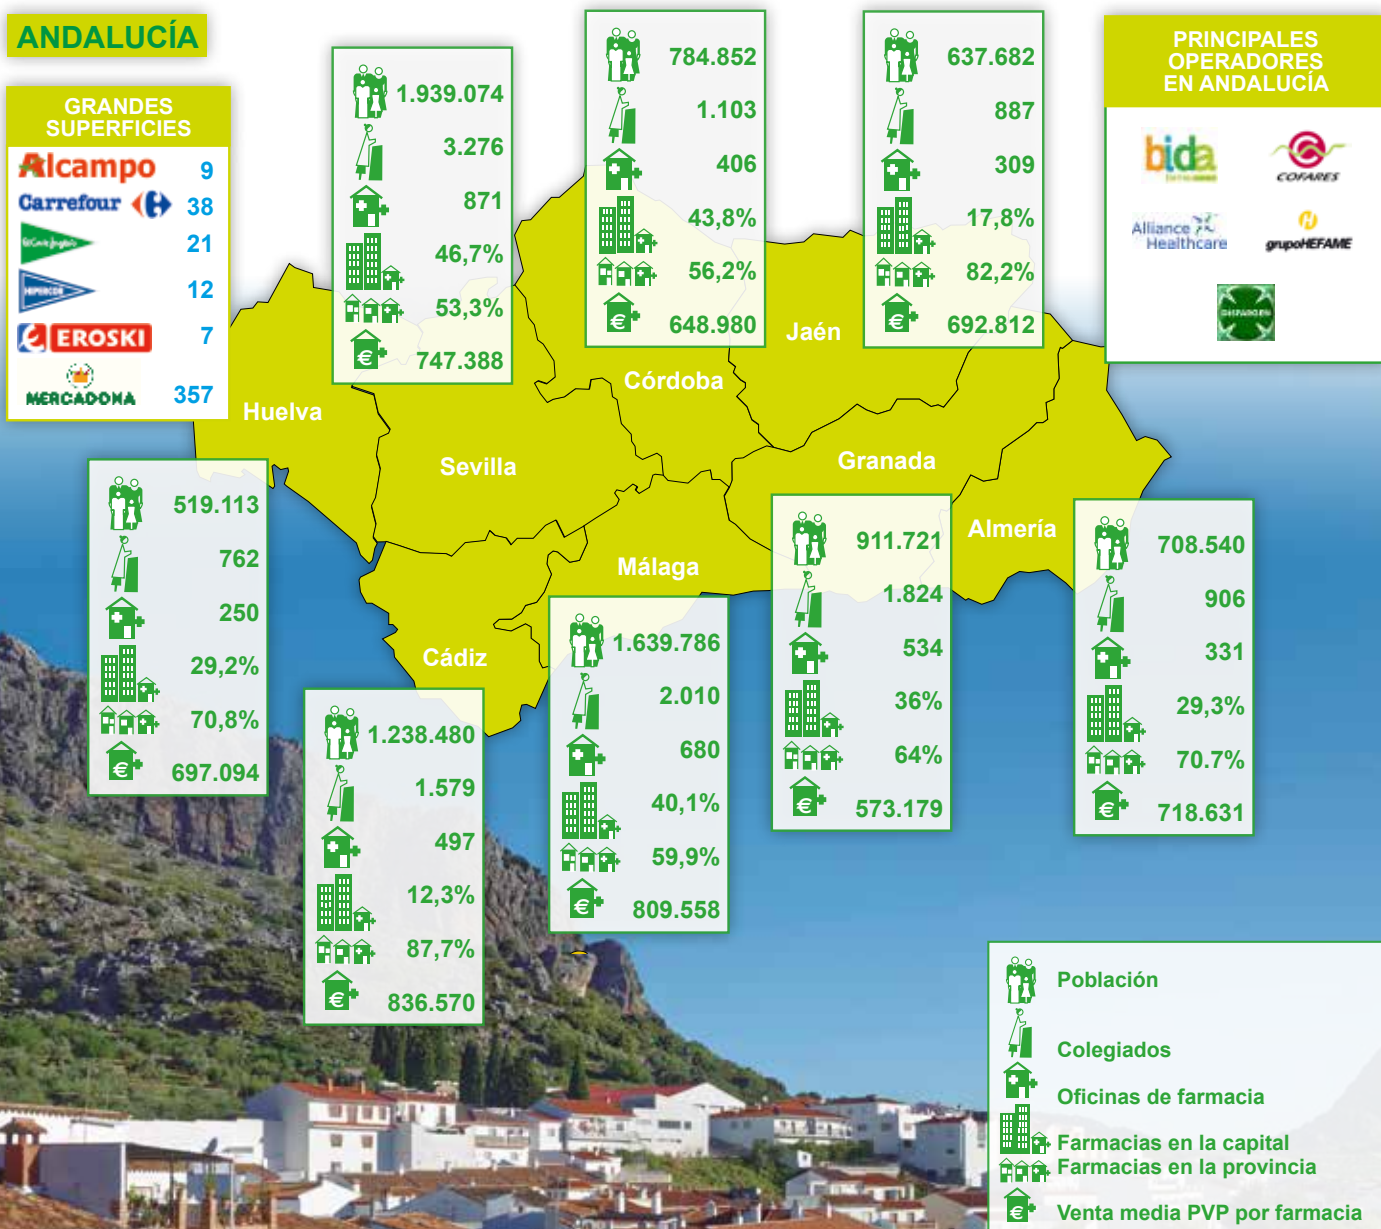 ANDALUCÍA
GRANDES
SUPERFICIES
Alcampo 9
Carrefour 38
El Corte Inglés 21
HIPERCOR 12
EROSKI 7
MERCADONA 357
1.939.074
3.276
871
46,7%
53,3%
€ 747.388
784.852
1.103
406
43,8%
56,2%
€ 648.980
637.682
887
309
17,8%
82,2%
€ 692.812
PRINCIPALES
OPERADORES
EN ANDALUCÍA
bida
COFARES
Alliance
Healthcare
grupoHEFAME
Huelva
Sevilla
Córdoba
Jaén
Granada
Almería
Málaga
Cádiz
519.113
762
250
29,2%
70,8%
€ 697.094
1.238.480
1.579
497
12,3%
87,7%
€ 836.570
1.639.786
2.010
680
40,1%
59,9%
€ 809.558
911.721
1.824
534
36%
64%
€ 573.179
708.540
906
331
29,3%
70.7%
€ 718.631
Población
Colegiados
Oficinas de farmacia
Farmacias en la capital
Farmacias en la provincia
€ Venta media PVP por farmacia